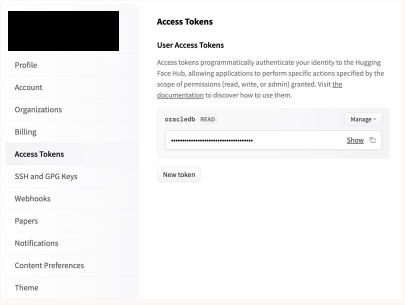 Access Tokens
User Access Tokens
Access tokens programmatically authenticate your identity to the Hugging
Face Hub, allowing applications to perform specific actions specified by the
scope of permissions (read, write, or admin) granted. Visit the
documentation to discover how to use them.
oracledb READ
Manage
••••••••••••••••••••••••••••••••••••• Show
New token
Profile
Account
Organizations
Billing
Access Tokens
SSH and GPG Keys
Webhooks
Papers
Notifications
Content Preferences
Theme